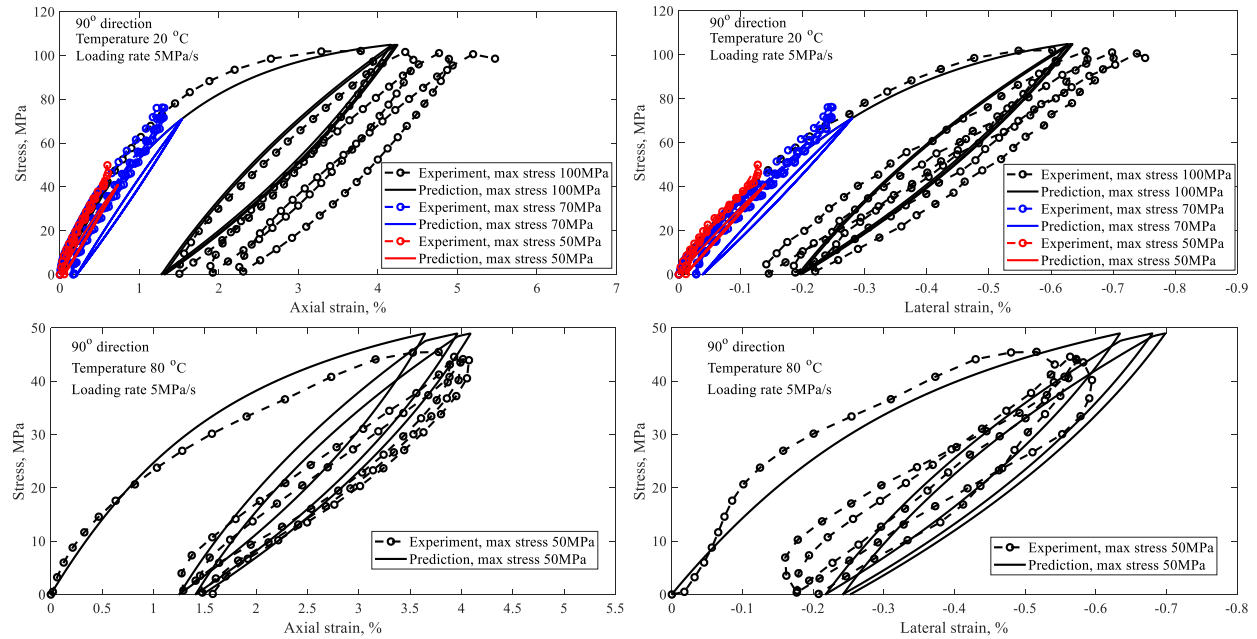 120
100
80
60
40
20
0
Stress, MPa
90° direction
Temperature 20 °C
Loading rate 5MPa/s
Experiment, max stress 100MPa
Prediction, max stress 100MPa
Experiment, max stress 70MPa
Prediction, max stress 70MPa
Experiment, max stress 50MPa
Prediction, max stress 50MPa
0 1 2 3 4 5 6 7
Axial strain, %
120
100
80
60
40
20
0
Stress, MPa
90° direction
Temperature 20 °C
Loading rate 5MPa/s
Experiment, max stress 100MPa
Prediction, max stress 100MPa
Experiment, max stress 70MPa
Prediction, max stress 70MPa
Experiment, max stress 50MPa
Prediction, max stress 50MPa
0 -0.1 -0.2 -0.3 -0.4 -0.5 -0.6 -0.7 -0.8 -0.9
Lateral strain, %
50
40
30
20
10
0
Stress, MPa
90° direction
Temperature 80 °C
Loading rate 5MPa/s
Experiment, max stress 50MPa
Prediction, max stress 50MPa
0 0.5 1 1.5 2 2.5 3 3.5 4 4.5 5 5.5
Axial strain, %
50
40
30
20
10
0
Stress, MPa
90° direction
Temperature 80 °C
Loading rate 5MPa/s
Experiment, max stress 50MPa
Prediction, max stress 50MPa
0 -0.1 -0.2 -0.3 -0.4 -0.5 -0.6 -0.7 -0.8
Lateral strain, %